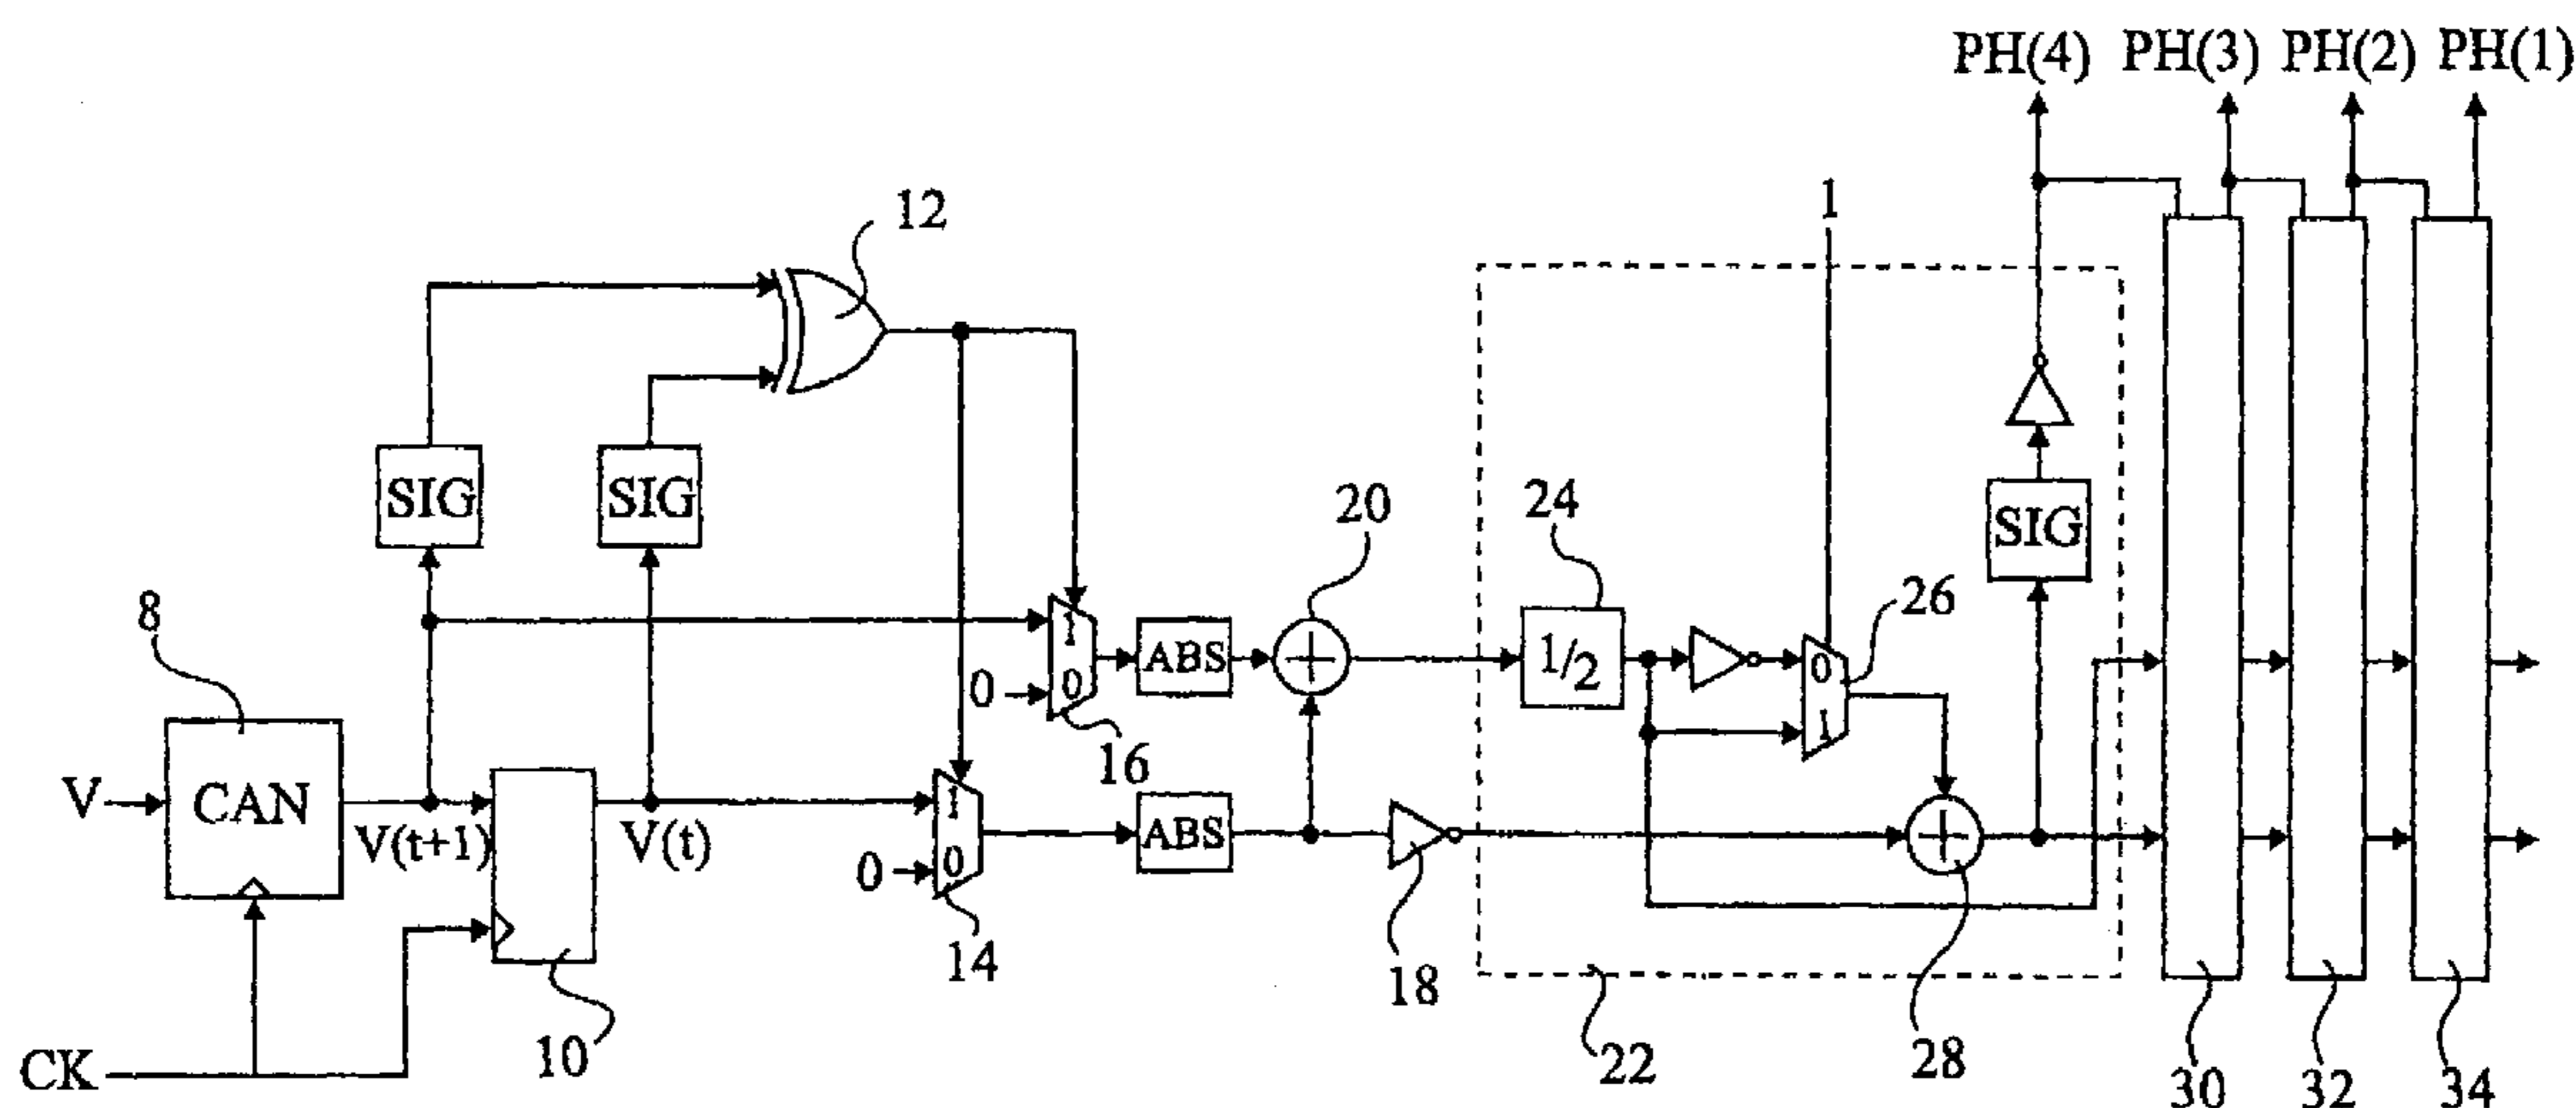 PH(4) PH(3) PH(2) PH(1)
12
1
SIG
SIG
20
24
SIG
8
1
0
0
16
ABS
1/2
0
1
26
V
CAN
V(t+1)
V(t)
1
0
0
14
ABS
18
28
CK
10
22
30
32
34